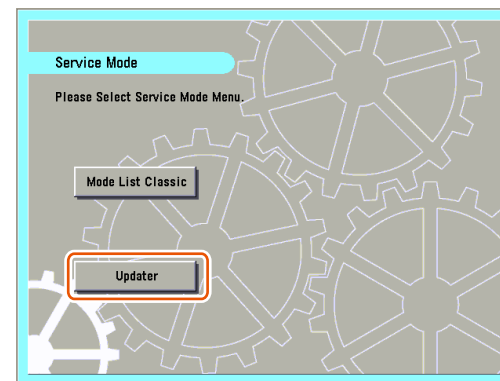 Service Mode
Please Select Service Mode Menu.
Mode List Classic
Updater